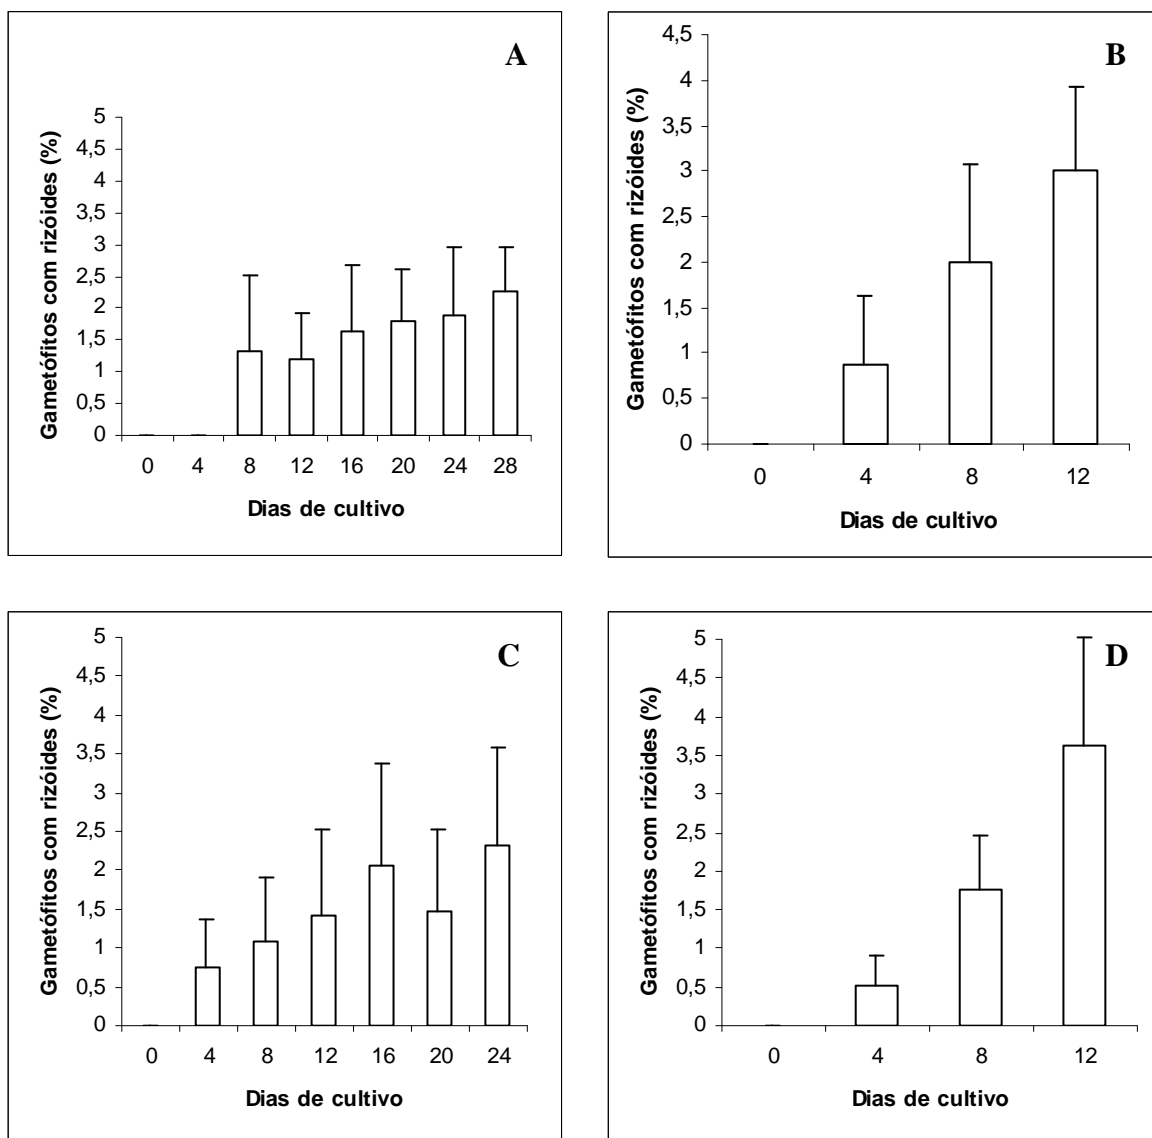 A
Gametófitos com rizóides (%)
5
4,5
4
3,5
3
2,5
2
1,5
1
0,5
0
0 4 8 12 16 20 24 28
Dias de cultivo
B
Gametófitos com rizóides (%)
4,5
4
3,5
3
2,5
2
1,5
1
0,5
0
0 4 8 12
Dias de cultivo
C
Gametófitos com rizóides (%)
5
4,5
4
3,5
3
2,5
2
1,5
1
0,5
0
0 4 8 12 16 20 24
Dias de cultivo
D
Gametófitos com rizóides (%)
5
4,5
4
3,5
3
2,5
2
1,5
1
0,5
0
0 4 8 12
Dias de cultivo